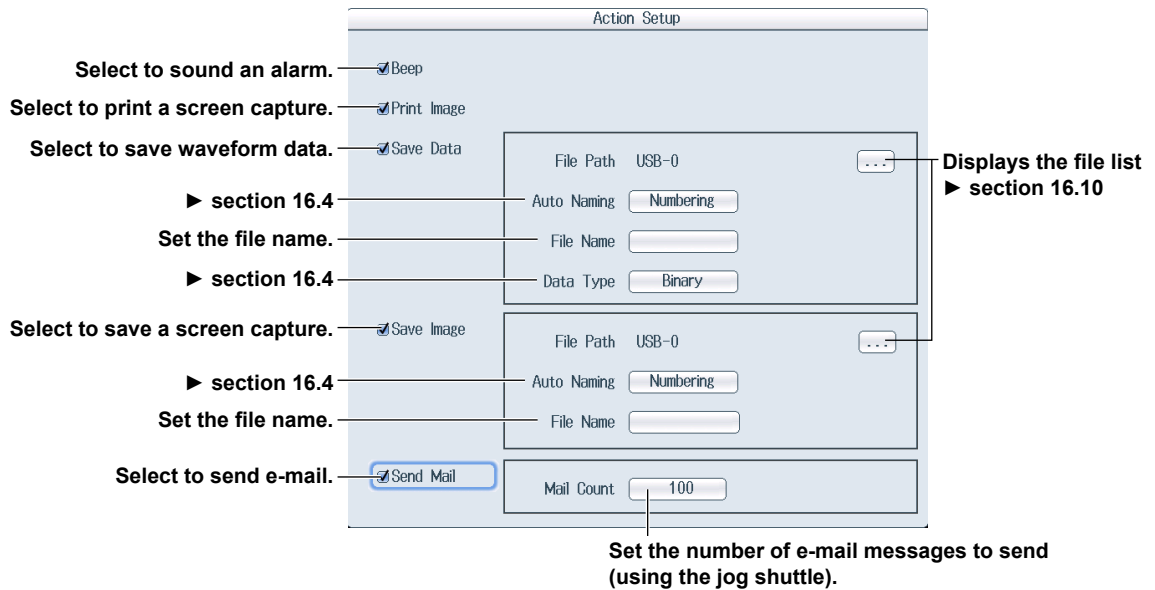 Action Setup
Select to sound an alarm.
Beep
Select to print a screen capture.
Print Image
Select to save waveform data.
Save Data
File Path USB-0 ...
Displays the file list
► section 16.10
► section 16.4
Auto Naming Numbering
Set the file name.
File Name
► section 16.4
Data Type Binary
Select to save a screen capture.
Save Image
File Path USB-0 ...
► section 16.4
Auto Naming Numbering
Set the file name.
File Name
Select to send e-mail.
Send Mail
Mail Count 100
Set the number of e-mail messages to send
(using the jog shuttle).